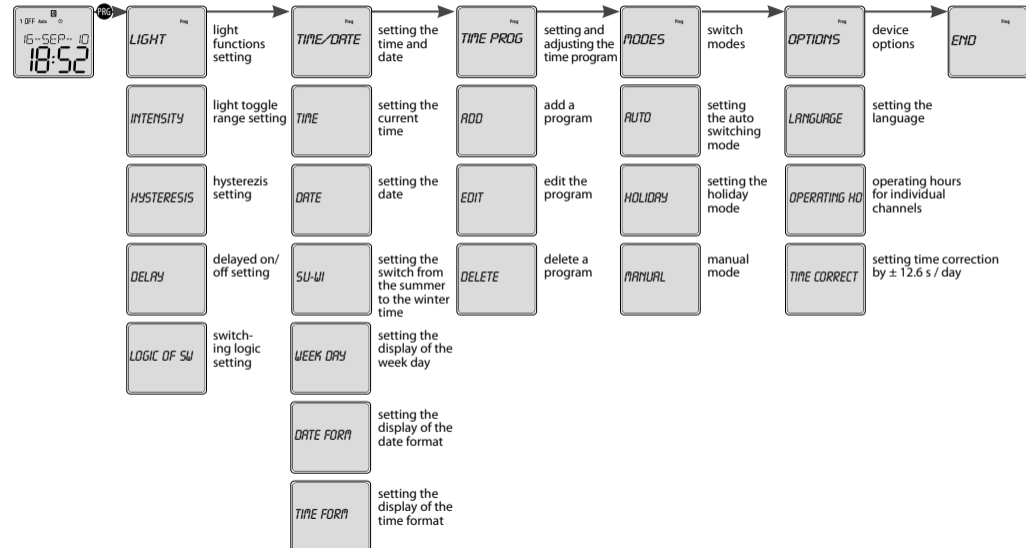 1 OFF Auto
16-SEP-10
18:52
PRG
Prog
LIGHT
light
functions
setting
INTENSITY
light toggle
range setting
HYSTERESIS
hysterezis
setting
DELAY
delayed on/
off setting
LOGIC OF SW
switch-
ing logic
setting
Prog
TIME/DATE
setting the
time and
date
TIME
setting the
current
time
DATE
setting the
date
SU-WI
setting the
switch from
the summer
to the winter
time
WEEK DAY
setting the
display of the
week day
DATE FORM
setting the
display of the
date format
TIME FORM
setting the
display of the
time format
Prog
TIME PROG
setting and
adjusting the
time program
ADD
add a
program
EDIT
edit the
program
DELETE
delete a
program
Prog
MODES
switch
modes
AUTO
setting
the auto
switching
mode
HOLIDAY
setting the
holiday
mode
MANUAL
manual
mode
Prog
OPTIONS
device
options
LANGUAGE
setting the
language
OPERATING HO
operating hours
for individual
channels
TIME CORRECT
setting time correction
by ± 12.6 s / day
Prog
END